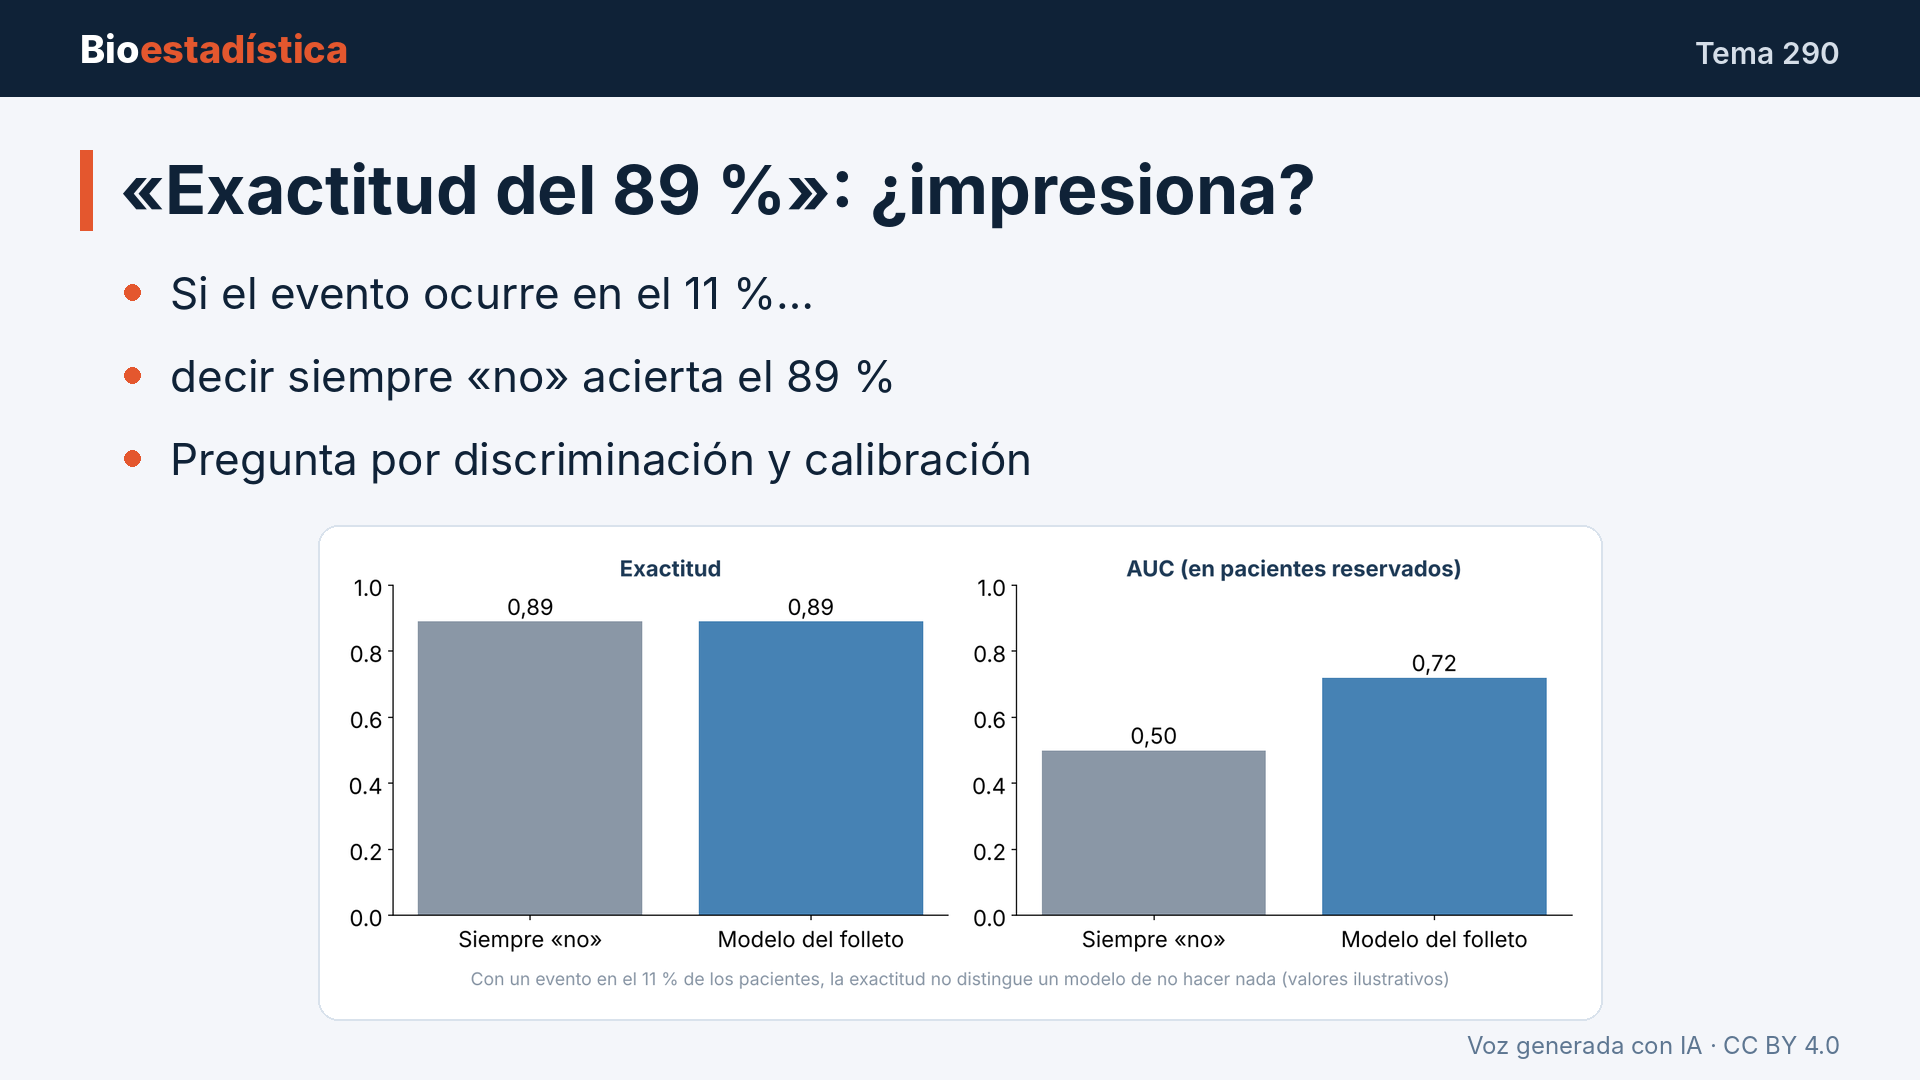 Bioestadística
Tema 290
«Exactitud del 89 %»: ¿impresiona?
Si el evento ocurre en el 11 %...
decir siempre «no» acierta el 89 %
Pregunta por discriminación y calibración
Exactitud
1.0
0.8
0.6
0.4
0.2
0.0
0,89
0,89
Siempre «no»
Modelo del folleto
AUC (en pacientes reservados)
1.0
0.8
0.6
0.4
0.2
0.0
0,50
0,72
Siempre «no»
Modelo del folleto
Con un evento en el 11 % de los pacientes, la exactitud no distingue un modelo de no hacer nada (valores ilustrativos)
Voz generada con IA · CC BY 4.0